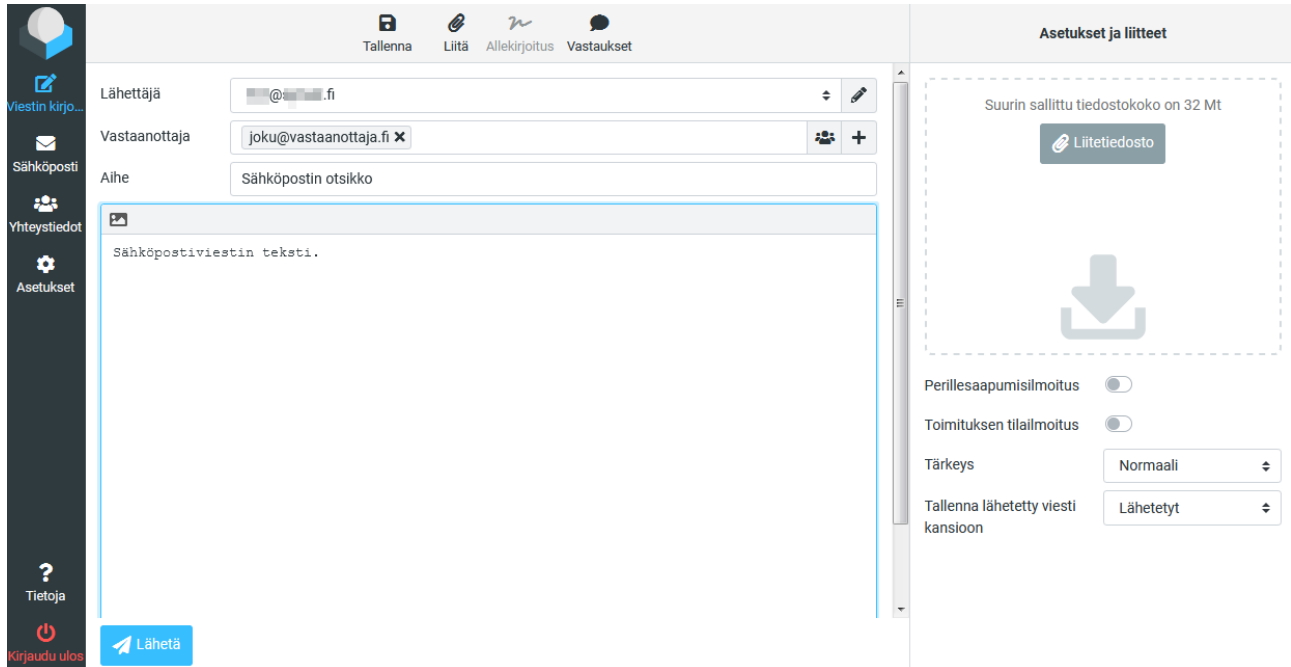 Tallenna Liitä Allekirjoitus Vastaukset
Asetukset ja liitteet
Viestin kirjo...
Sähköposti
Yhteystiedot
Asetukset
Tietoja
Kirjaudu ulos
Lähettäjä
@ .fi
Vastaanottaja joku@vastaanottaja.fi
Aihe Sähköpostin otsikko
Sähköpostiviestin teksti.
Lähetä
Suurin sallittu tiedostokoko on 32 Mt
Liitetiedosto
Perillesaapumisilmoitus
Toimituksen tilailmoitus
Tärkeys Normaali
Tallenna lähetetty viesti
kansioon
Lähetetyt